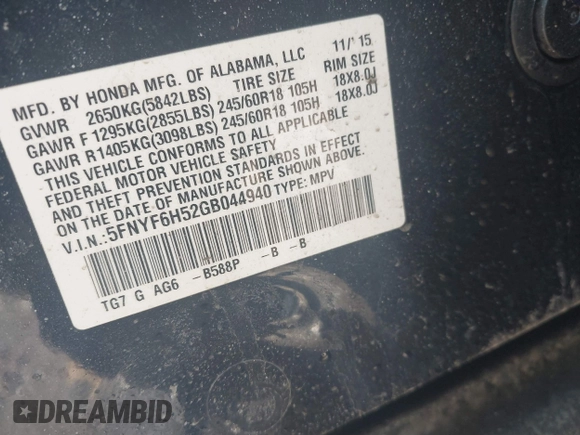 MFD. BY HONDA MFG. OF ALABAMA, LLC 11/ 15
GVWR 2650KG(5842LBS) TIRE SIZE RIM SIZE
GAWR F 1295KG(2855LBS) 245/60R18 105H 18X8.0J
GAWR R 1405KG(3098LBS) 245/60R18 105H 18X8.0J
THIS VEHICLE CONFORMS TO ALL APPLICABLE
FEDERAL MOTOR VEHICLE SAFETY
AND THEFT PREVENTION STANDARDS IN EFFECT
ON THE DATE OF MANUFACTURE SHOWN ABOVE.
V.I.N.:5FNYF6H52GB044940 TYPE: MPV
TG7 G AG6 -B588P -B -B
DREAMBID